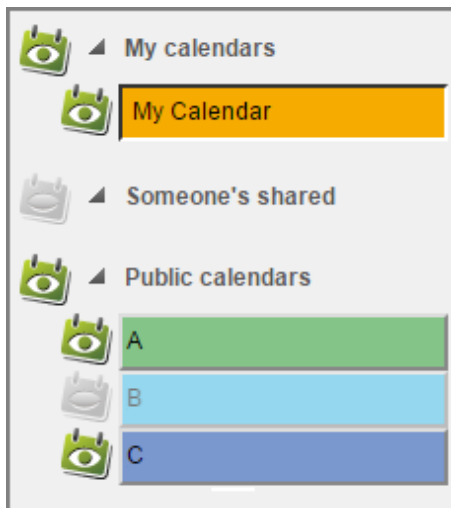 My calendars
My Calendar
Someone's shared
Public calendars
A
B
C